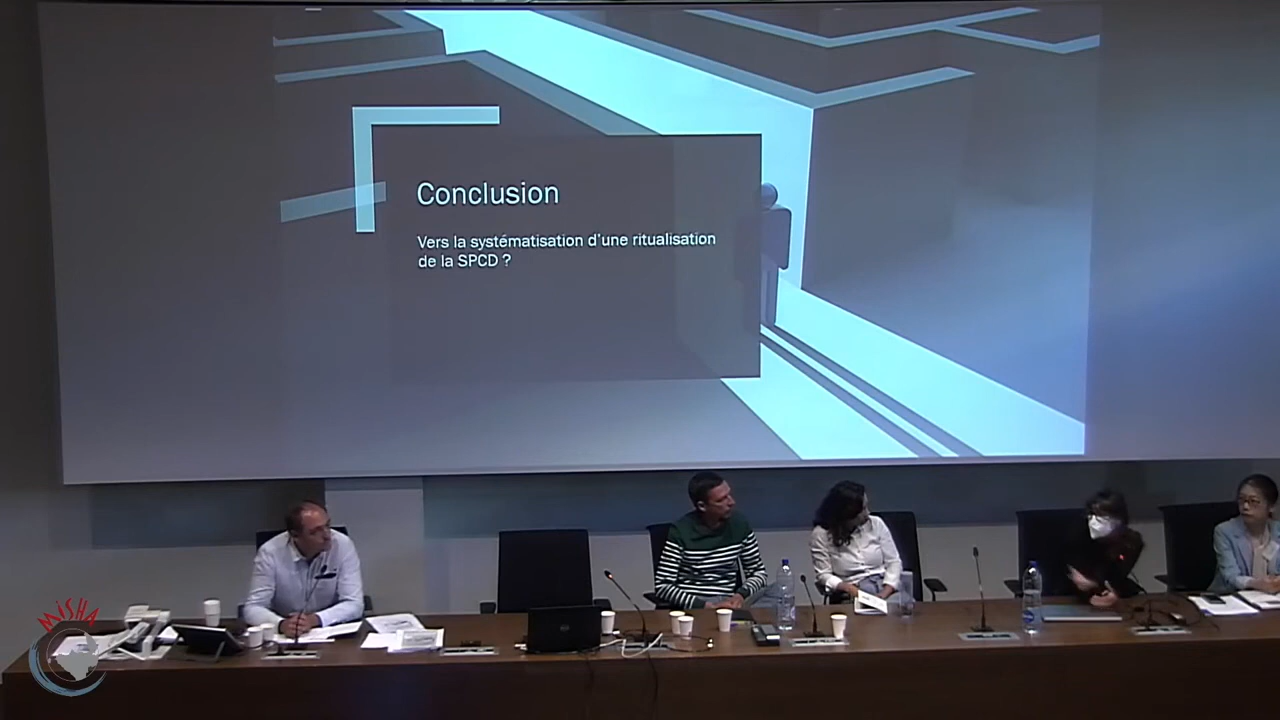 Conclusion
Vers la systématisation d'une ritualisation
de la SPCD ?
MiSHA